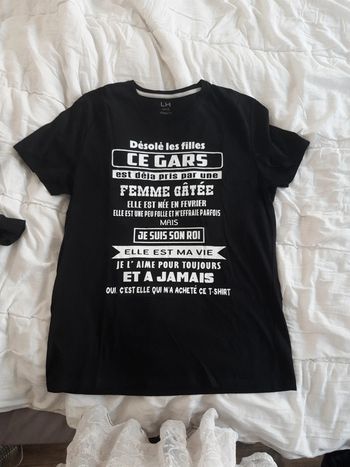 LH
Désolé les filles
CE GARS
est déja pris par une
FEMME GÂTÉE
ELLE EST NÉE EN FEVRIER
ELLE EST UNE PEU FOLLE ET M'EFFRAIE PARFOIS
MAIS
JE SUIS SON ROI
ELLE EST MA VIE
JE L'AIME POUR TOUJOURS
ET A JAMAIS
OUI, C'EST ELLE QUI M'A ACHETÉ CE T-SHIRT